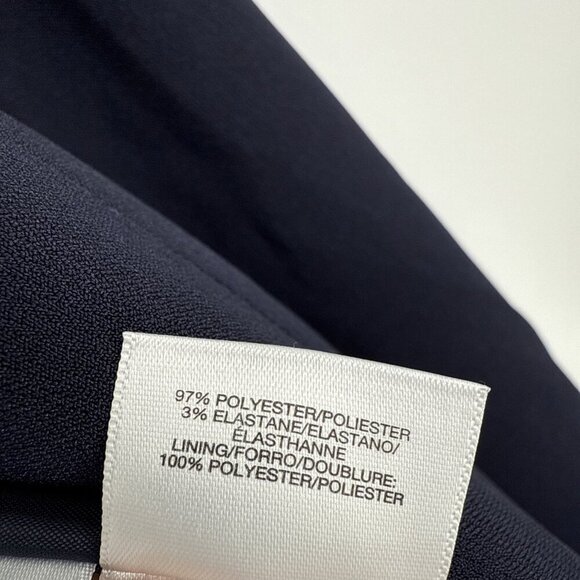 97% POLYESTER/POLIESTER
3% ELASTANE/ELASTANO/
ÉLASTHANNE
LINING/FORRO/DOUBLURE:
100% POLYESTER/POLIESTER